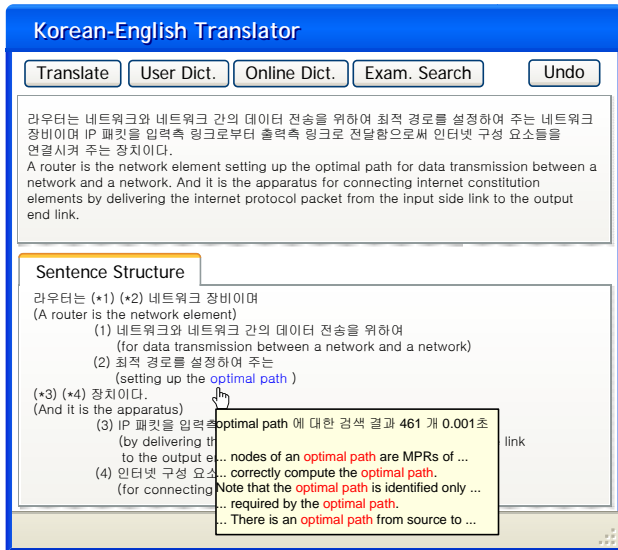 Korean-English Translator
Translate User Dict. Online Dict. Exam. Search Undo
라우터는 네트워크와 네트워크 간의 데이터 전송을 위하여 최적 경로를 설정하여 주는 네트워크
장비이며 IP 패킷을 입력측 링크로부터 출력측 링크로 전달함으로써 인터넷 구성 요소들을
연결시켜 주는 장치이다.
A router is the network element setting up the optimal path for data transmission between a
network and a network. And it is the apparatus for connecting internet constitution
elements by delivering the internet protocol packet from the input side link to the output
end link.
Sentence Structure
라우터는 (*1) (*2) 네트워크 장비이며
(A router is the network element)
(1) 네트워크와 네트워크 간의 데이터 전송을 위하여
(for data transmission between a network and a network)
(2) 최적 경로를 설정하여 주는
(setting up the optimal path )
(*3) (*4) 장치이다.
(And it is the apparatus)
(3) IP 패킷을 입력측
(by delivering th link
to the output e
(4) 인터넷 구성 요소
(for connecting
optimal path 에 대한 검색 결과 461 개 0.001초
... nodes of an optimal path are MPRs of ...
... correctly compute the optimal path.
Note that the optimal path is identified only ...
... required by the optimal path.
... There is an optimal path from source to ...